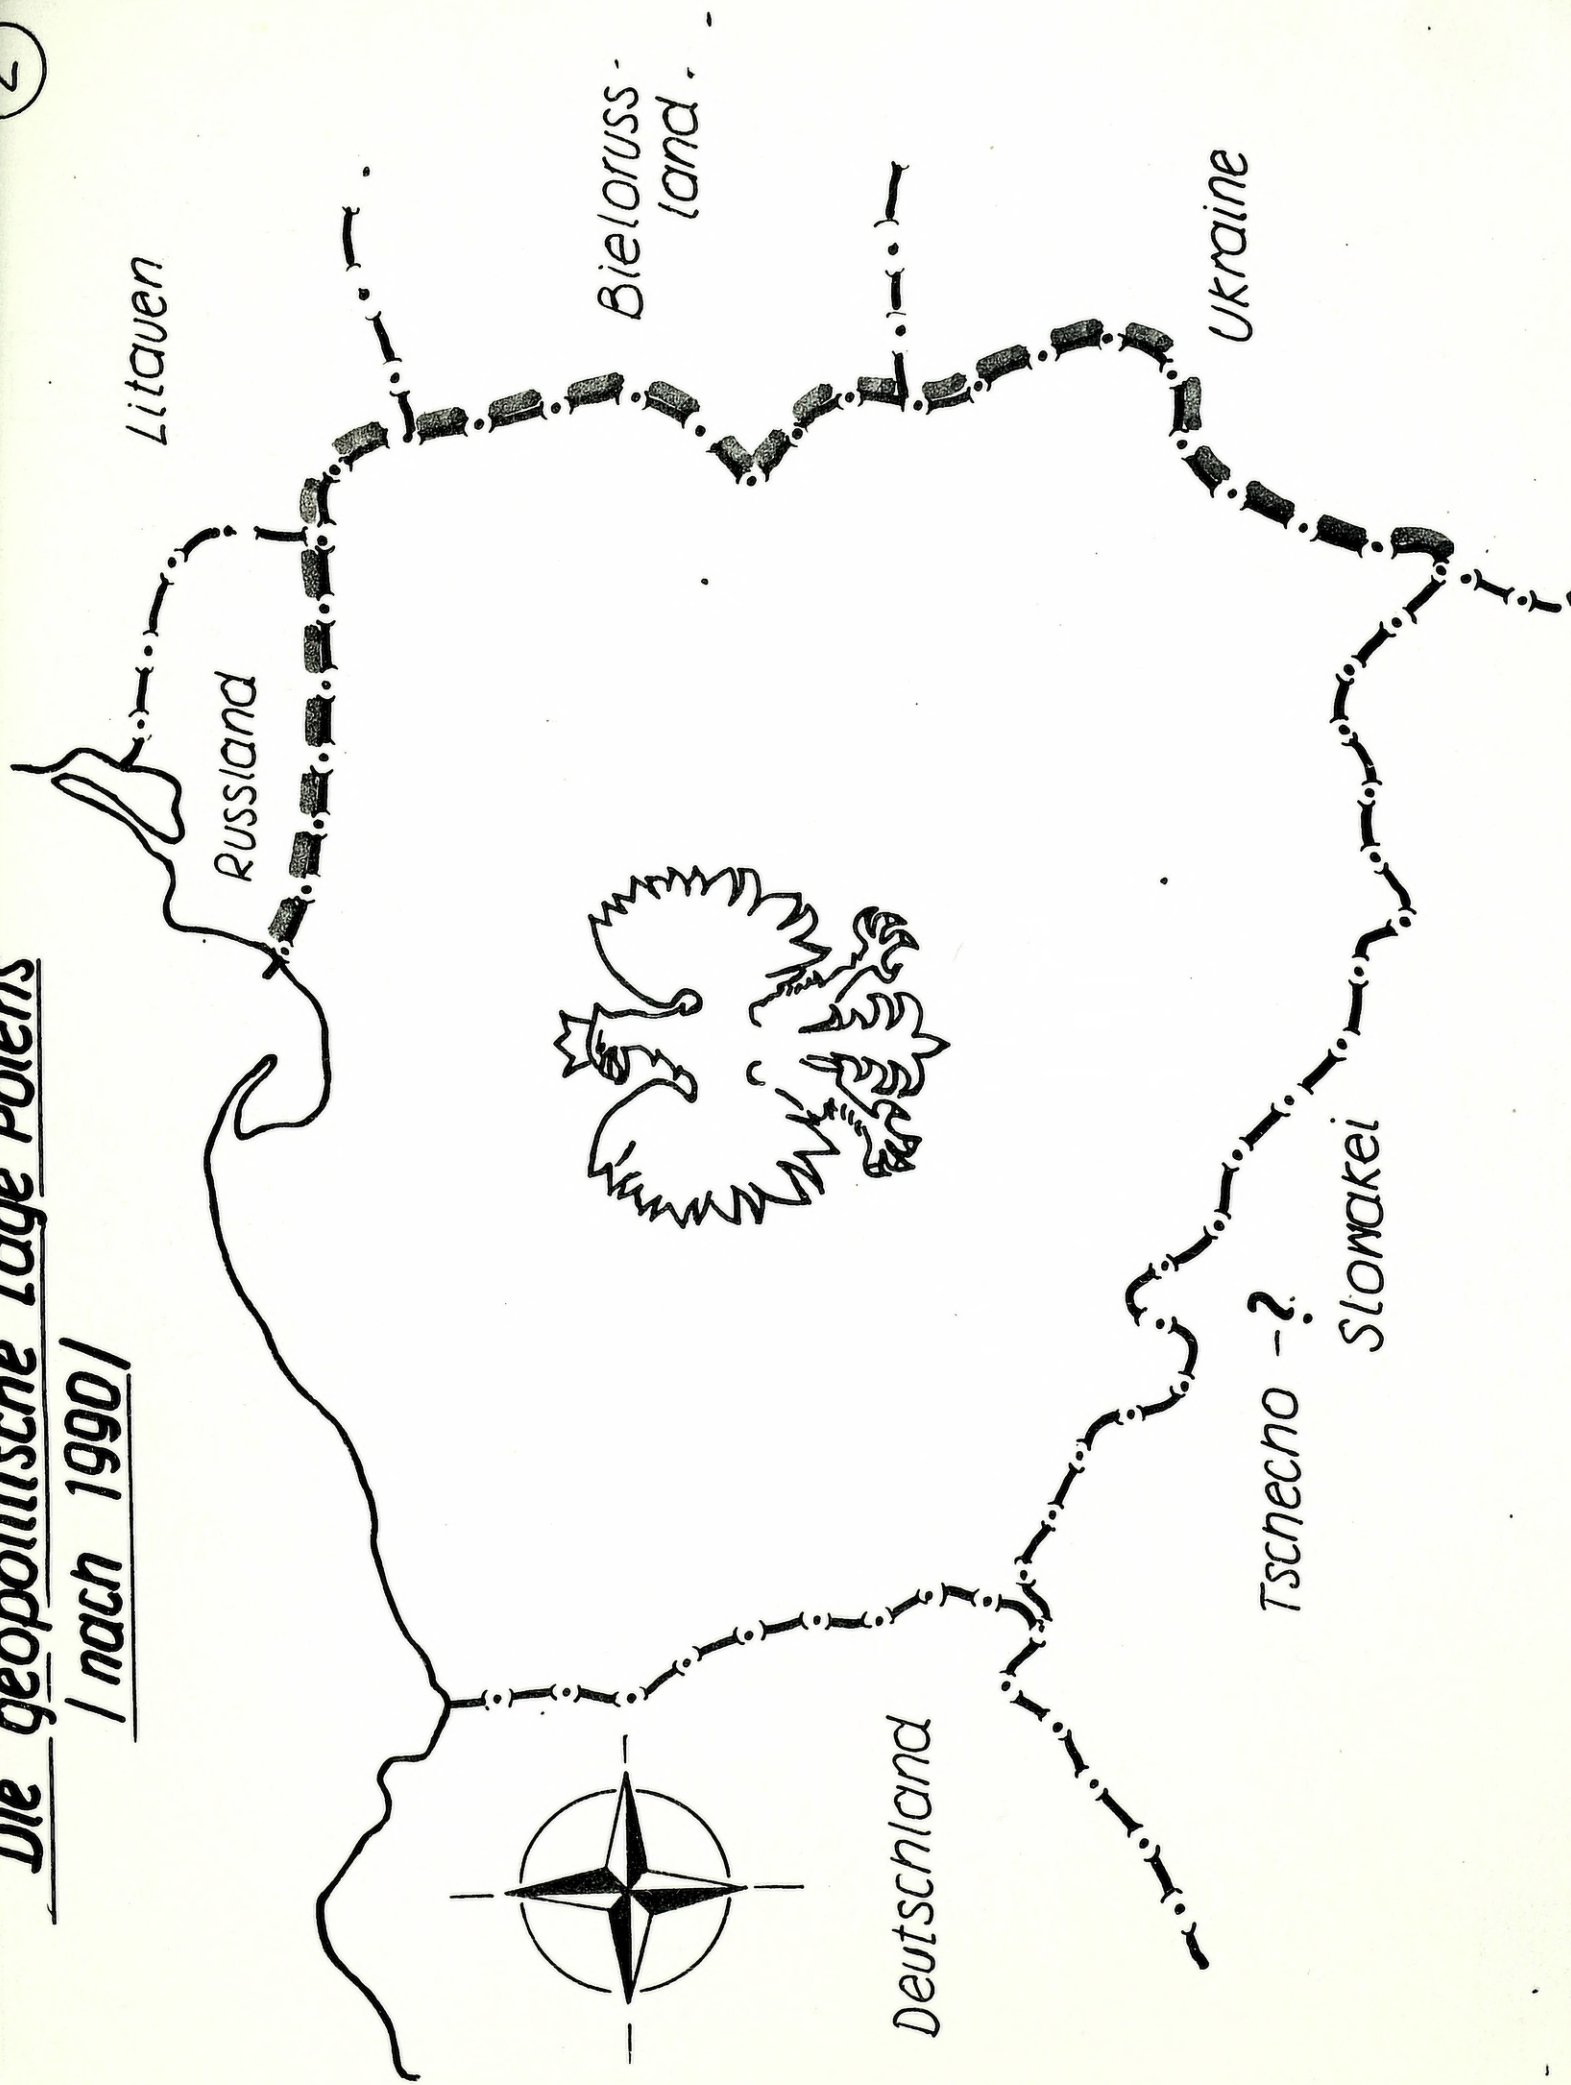 2
Die geopolitische Lage Polens
/nach 1990/
Litauen
Russland
Bieloruss-
land.
Ukraine
Deutschland
Tschecho -?
Slowakei